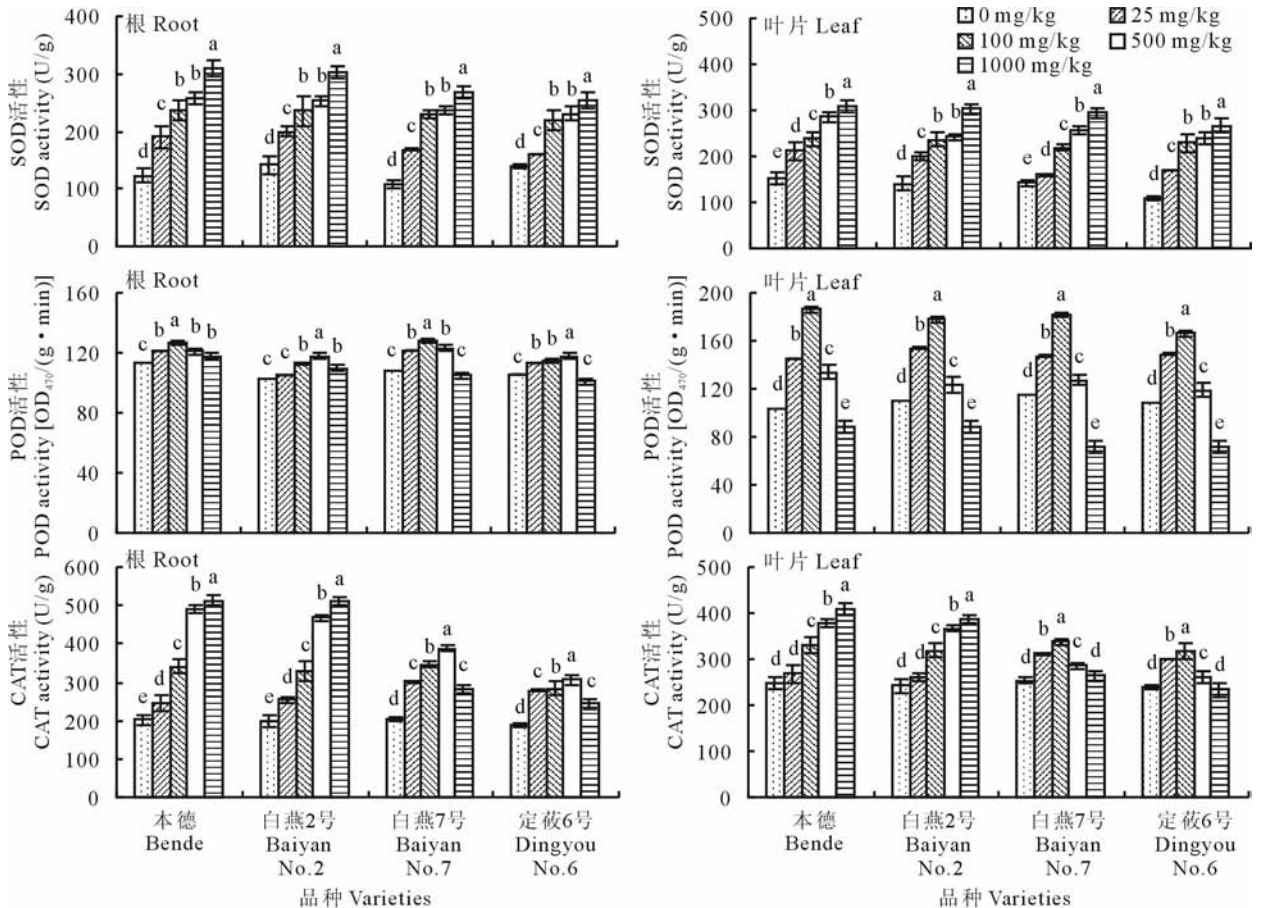 400
根 Root
a
a
300
b
b
b
b
a
a
c
b
b
b
b
c
200
d
d
c
c
d
d
100
0
SOD活性
SOD activity (U/g)
500
叶片 Leaf
0 mg/kg
25 mg/kg
100 mg/kg
500 mg/kg
1000 mg/kg
400
a
b
a
a
300
d
c
b
b
b
b
b
a
c
c
200
e
d
e
d
c
d
100
0
SOD活性
SOD activity (U/g)
160
根 Root
c
b
a
b
b
a
b
a
b
b
b
a
120
c
c
b
b
c
c
c
c
80
40
0
POD活性
POD activity [OD470/(g·min)]
200
叶片 Leaf
a
a
a
a
160
b
c
b
c
b
c
b
c
120
d
d
d
d
e
e
80
e
e
40
0
POD活性
POD activity [OD470/(g·min)]
600
根 Root
500
b
a
b
a
400
c
c
b
a
300
e
d
e
d
d
c
c
c
b
b
a
c
200
d
100
0
CAT活性
CAT activity (U/g)
500
叶片 Leaf
400
c
b
a
c
b
a
b
a
b
a
300
d
d
d
d
d
c
d
d
c
d
200
100
0
CAT活性
CAT activity (U/g)
本德
Bende
白燕2号
Baiyan
No.2
白燕7号
Baiyan
No.7
定莜6号
Dingyou
No.6
品种 Varieties
本德
Bende
白燕2号
Baiyan
No.2
白燕7号
Baiyan
No.7
定莜6号
Dingyou
No.6
品种 Varieties